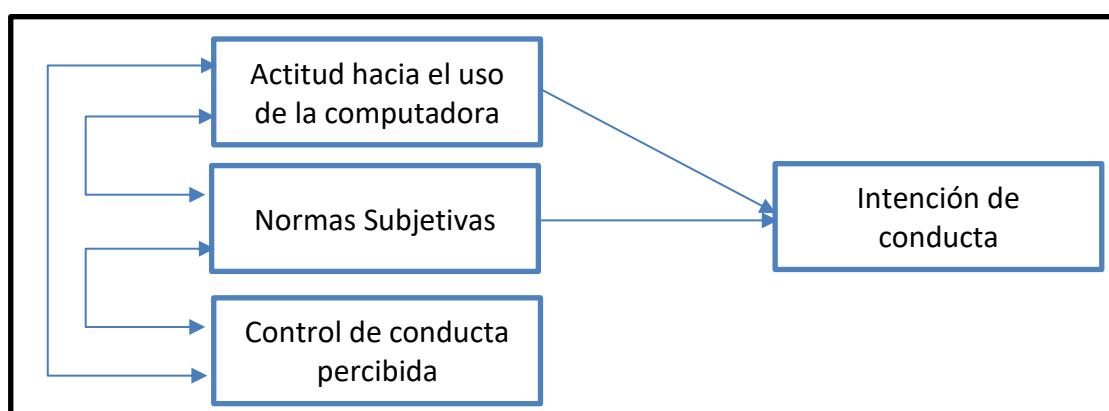 Actitud hacia el uso
de la computadora
Normas Subjetivas
Intención de
conducta
Control de conducta
percibida